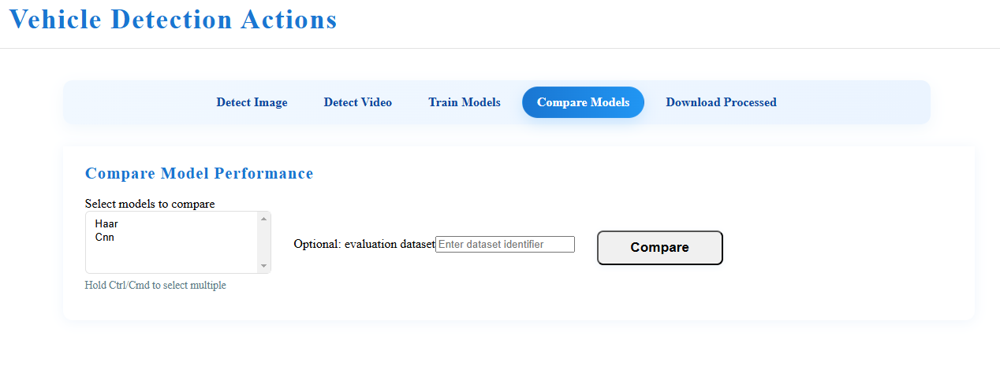 Vehicle Detection Actions
Detect Image Detect Video Train Models Compare Models Download Processed
Compare Model Performance
Select models to compare
Haar
Cnn
Optional: evaluation dataset Enter dataset identifier Compare
Hold Ctrl/Cmd to select multiple